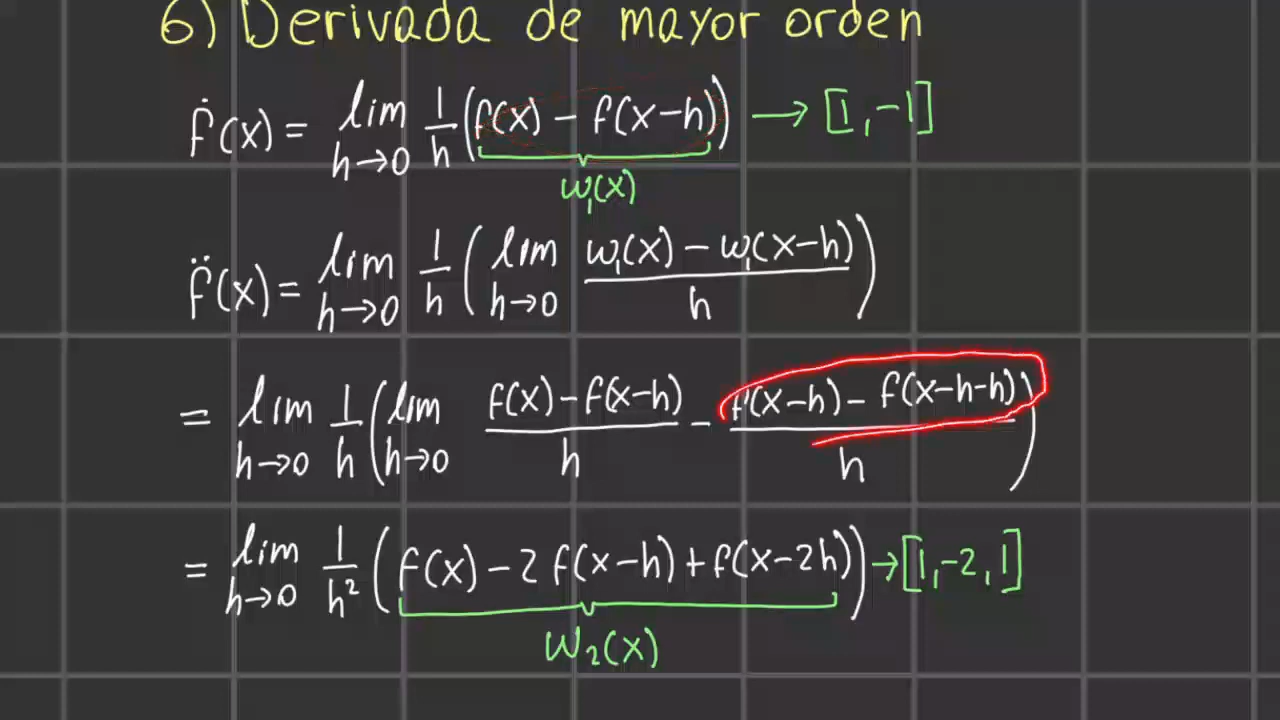 6) Derivada de mayor orden
ḟ(x) = lim h→0 1/h (f(x) − f(x−h)) → [1, −1]
w₁(x)
f̈(x) = lim h→0 1/h ( lim h→0 (w₁(x) − w₁(x−h))/h )
= lim h→0 1/h ( lim h→0 (f(x) − f(x−h))/h − (f(x−h) − f(x−h−h))/h )
= lim h→0 1/h² ( f(x) − 2f(x−h) + f(x−2h) ) → [1, −2, 1]
W₂(x)